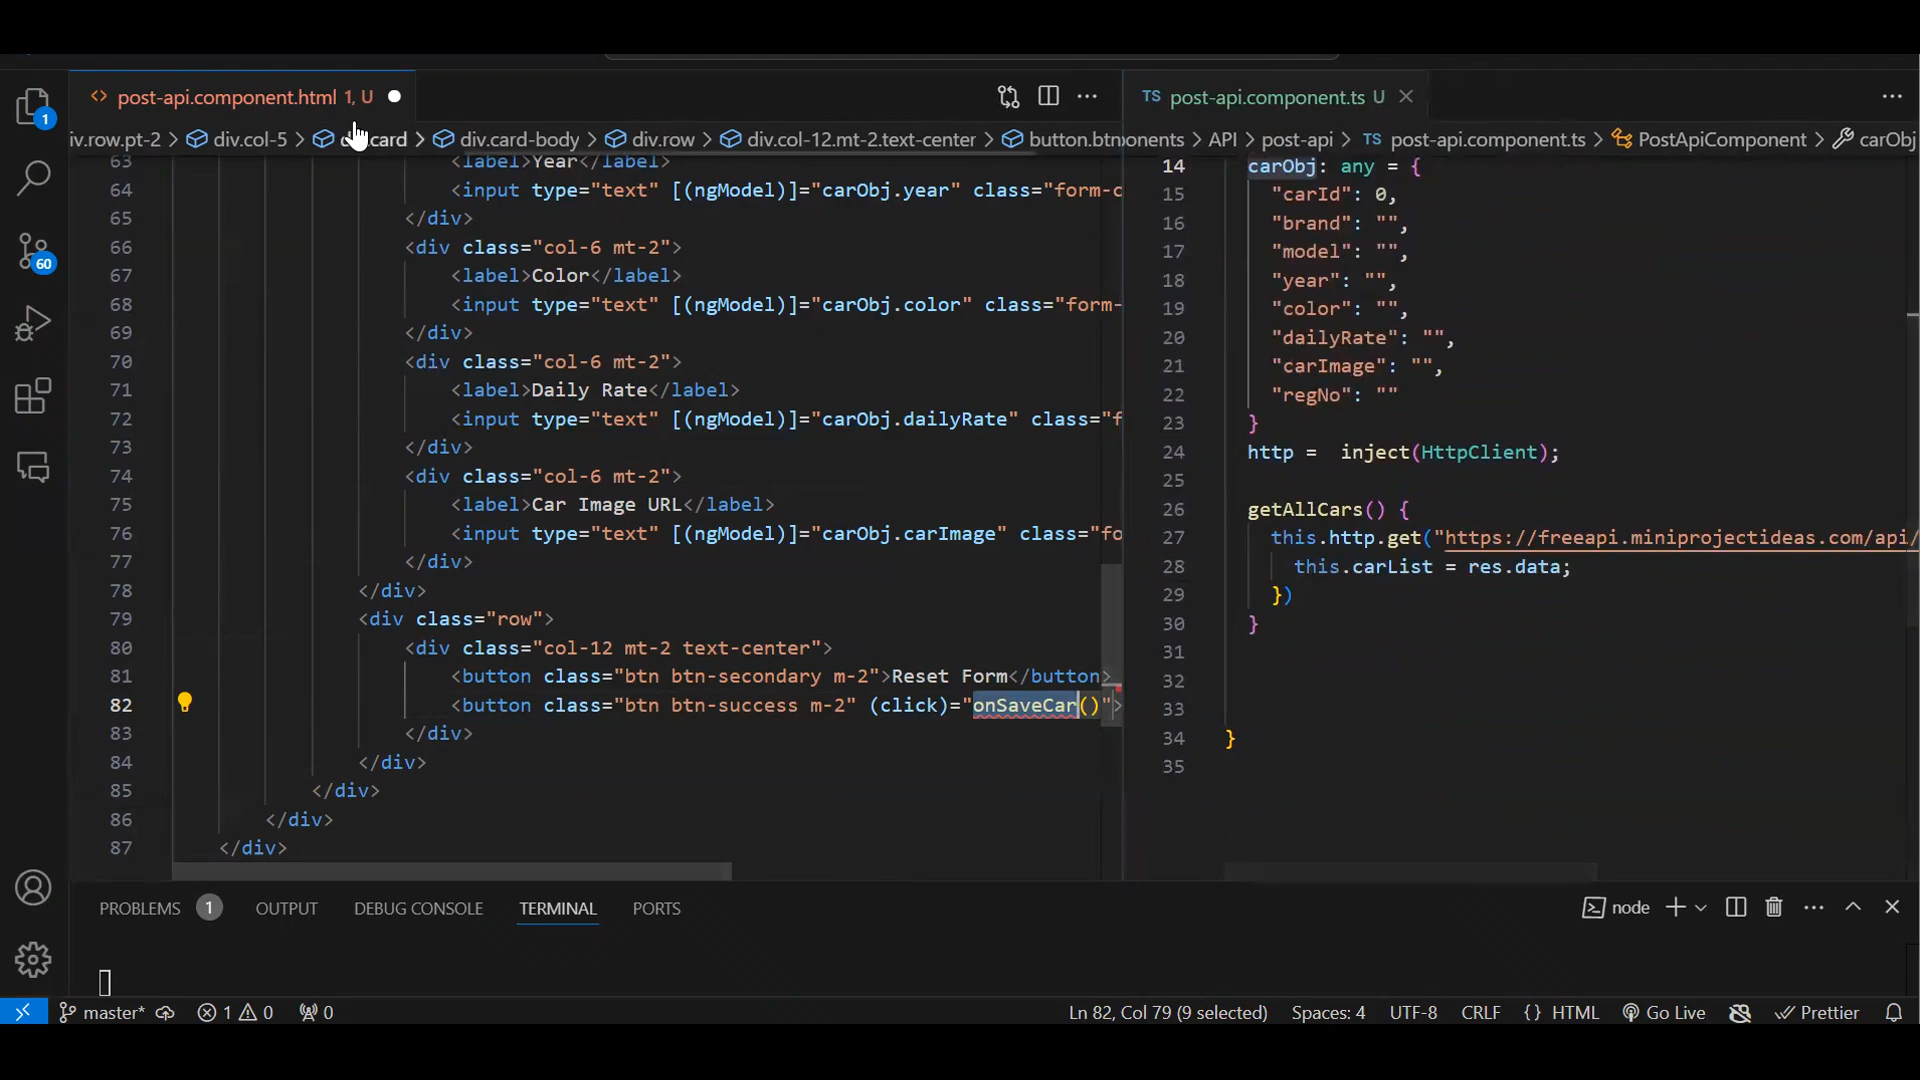 post-api.component.html 1, U
post-api.component.ts U
iv.row.pt-2 > div.col-5 > card > div.card-body > div.row > div.col-12.mt-2.text-center > button.btn
onents > API > post-api > TS post-api.component.ts > PostApiComponent > carObj
63 <label>Year</label>
64 <input type="text" [(ngModel)]="carObj.year" class="form-c
65 </div>
66 <div class="col-6 mt-2">
67 <label>Color</label>
68 <input type="text" [(ngModel)]="carObj.color" class="form-
69 </div>
70 <div class="col-6 mt-2">
71 <label>Daily Rate</label>
72 <input type="text" [(ngModel)]="carObj.dailyRate" class="f
73 </div>
74 <div class="col-6 mt-2">
75 <label>Car Image URL</label>
76 <input type="text" [(ngModel)]="carObj.carImage" class="fo
77 </div>
78 </div>
79 <div class="row">
80 <div class="col-12 mt-2 text-center">
81 <button class="btn btn-secondary m-2">Reset Form</button>
82 <button class="btn btn-success m-2" (click)="onSaveCar()">
83 </div>
84 </div>
85 </div>
86 </div>
87 </div>
14 carObj: any = {
15 "carId": 0,
16 "brand": "",
17 "model": "",
18 "year": "",
19 "color": "",
20 "dailyRate": "",
21 "carImage": "",
22 "regNo": ""
23 }
24 http =  inject(HttpClient);
25
26 getAllCars() {
27 this.http.get("https://freeapi.miniprojectideas.com/api/
28 this.carList = res.data;
29 })
30 }
31
32
33
34 }
35
1
60
PROBLEMS 1 OUTPUT DEBUG CONSOLE TERMINAL PORTS
node
master* 1 0 0
Ln 82, Col 79 (9 selected) Spaces: 4 UTF-8 CRLF {} HTML Go Live Prettier